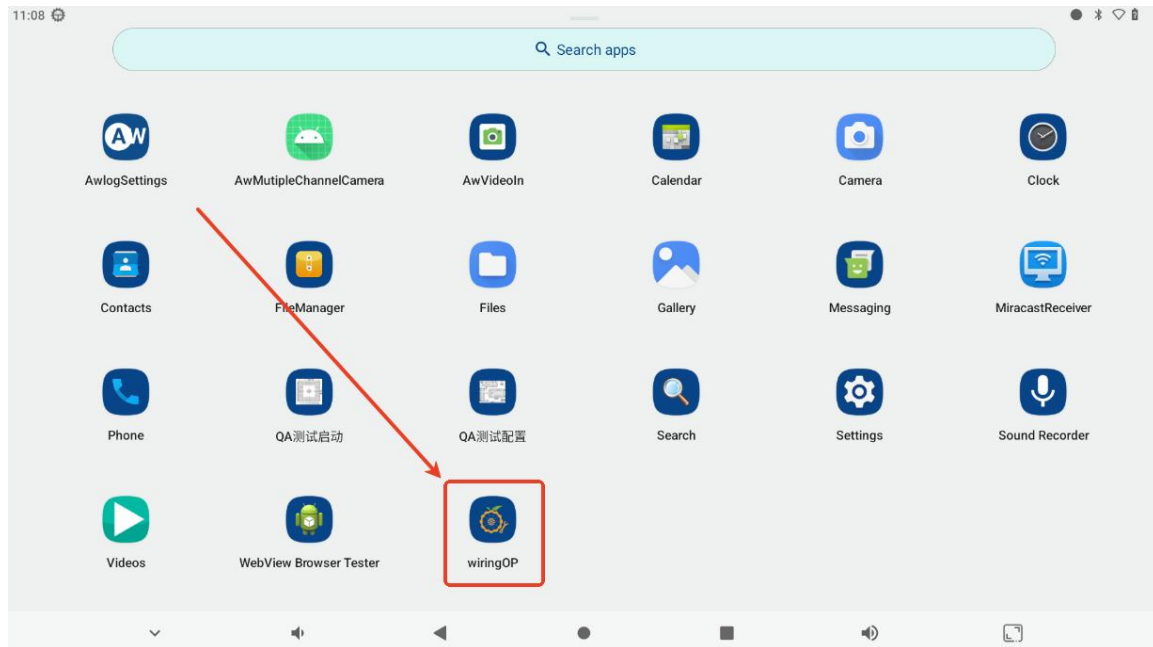 11:08
Search apps
AW
AwlogSettings
AwMutipleChannelCamera
AwVideoIn
Calendar
Camera
Clock
Contacts
FileManager
Files
Gallery
Messaging
MiracastReceiver
Phone
QA测试启动
QA测试配置
Search
Settings
Sound Recorder
Videos
WebView Browser Tester
wiringOP